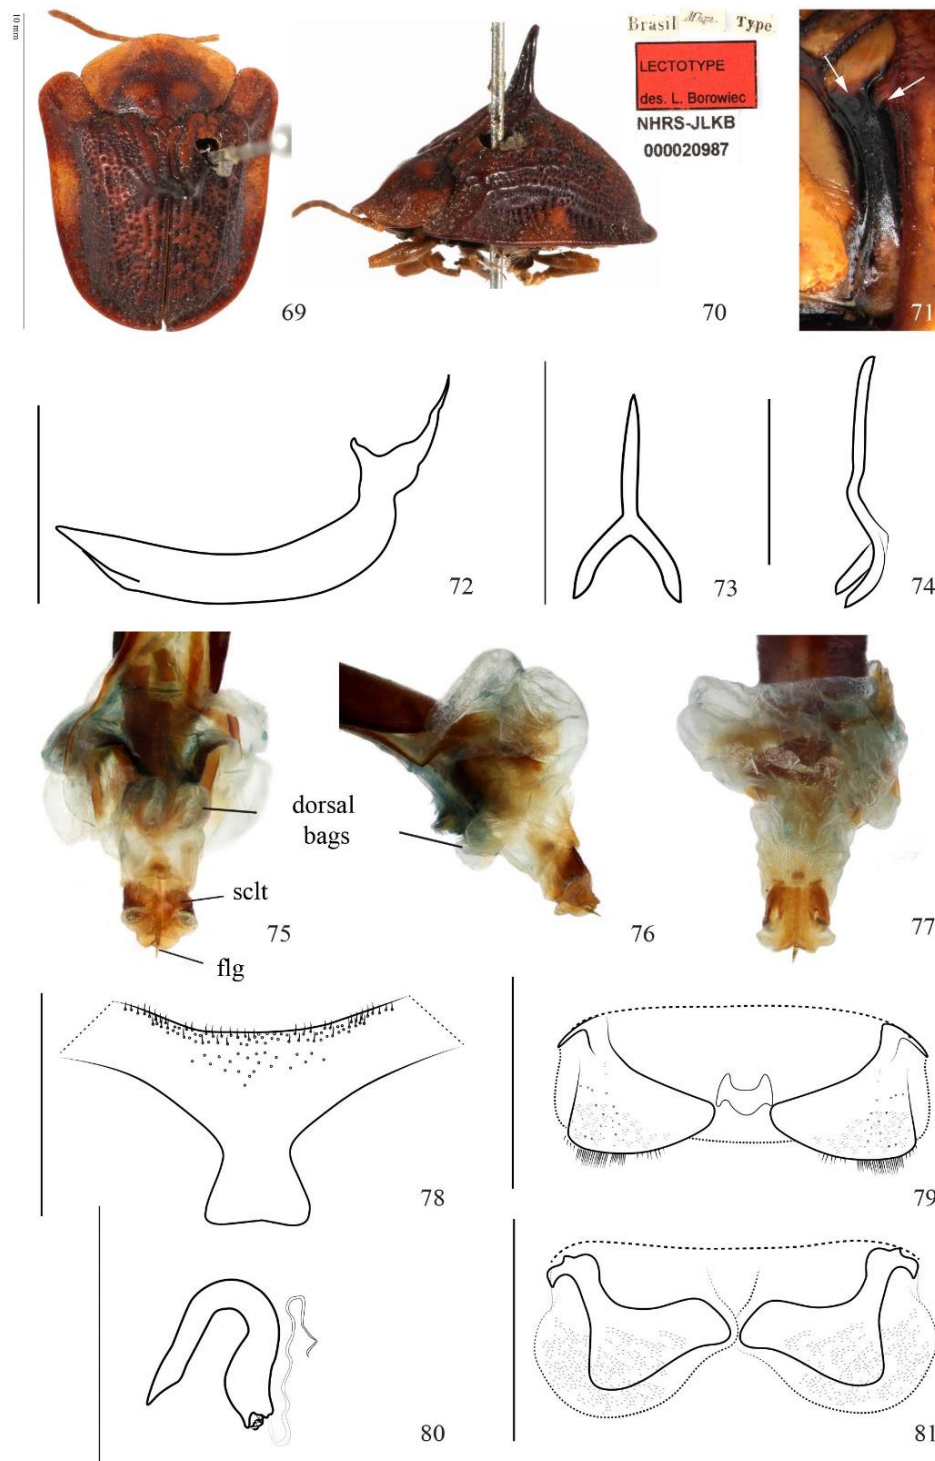 10 mm
Brasil
Type.
LECTOTYPE
des. L. Borowiec
NHRS-JLKB
000020987
69
70
71
72
73
74
dorsal
bags
sclt
flg
75
76
77
78
79
80
81